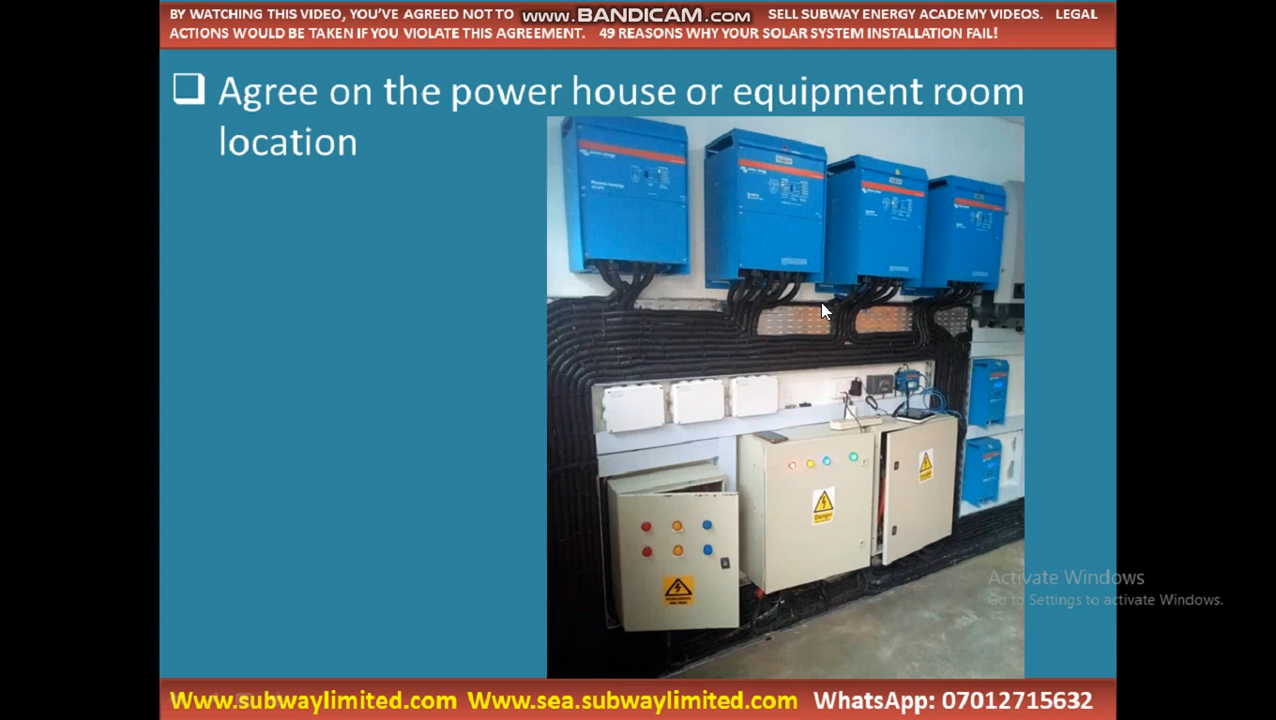 BY WATCHING THIS VIDEO, YOU'VE AGREED NOT TO www.BANDICAM.com SELL SUBWAY ENERGY ACADEMY VIDEOS. LEGAL
ACTIONS WOULD BE TAKEN IF YOU VIOLATE THIS AGREEMENT. 49 REASONS WHY YOUR SOLAR SYSTEM INSTALLATION FAIL!
Agree on the power house or equipment room
location
Danger
Activate Windows
Go to Settings to activate Windows.
Www.subwaylimited.com Www.sea.subwaylimited.com WhatsApp: 07012715632